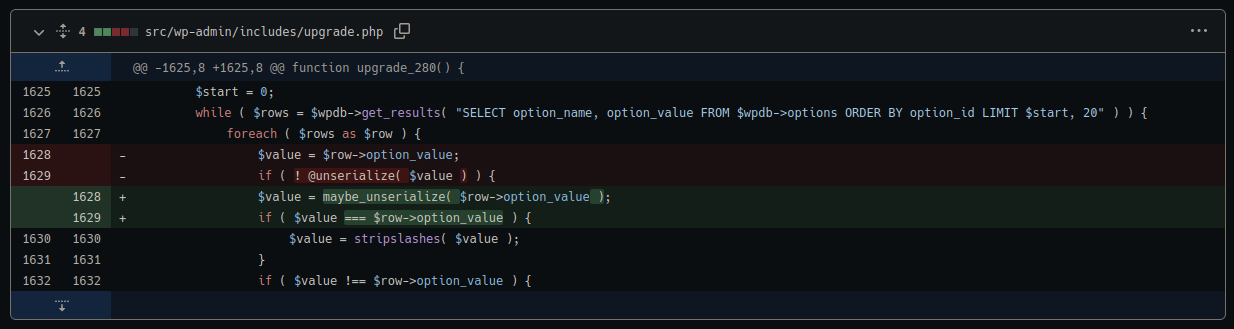 4 src/wp-admin/includes/upgrade.php ...
@@ -1625,8 +1625,8 @@ function upgrade_280() {
1625 1625 $start = 0;
1626 1626 while ( $rows = $wpdb->get_results( "SELECT option_name, option_value FROM $wpdb->options ORDER BY option_id LIMIT $start, 20" ) ) {
1627 1627 foreach ( $rows as $row ) {
1628 - $value = $row->option_value;
1629 - if ( ! @unserialize( $value ) ) {
1628 + $value = maybe_unserialize( $row->option_value );
1629 + if ( $value === $row->option_value ) {
1630 1630 $value = stripslashes( $value );
1631 1631 }
1632 1632 if ( $value !== $row->option_value ) {